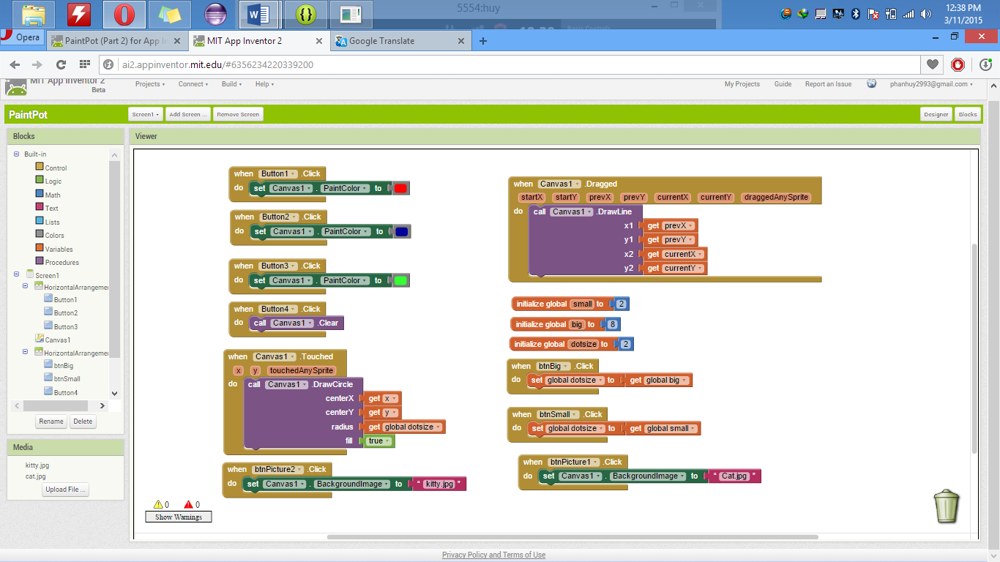 5554:huy
12:38 PM
3/11/2015
Opera
PaintPot (Part 2) for App In
MIT App Inventor 2
Google Translate
ai2.appinventor.mit.edu/#6356234220339200
MIT App Inventor 2
Beta
Projects
Connect
Build
Help
My Projects
Guide
Report an Issue
phanhuy2993@gmail.com
PaintPot
Screen1
Add Screen ...
Remove Screen
Designer
Blocks
Blocks
Built-in
Control
Logic
Math
Text
Lists
Colors
Variables
Procedures
Screen1
HorizontalArrangeme
Button1
Button2
Button3
Canvas1
HorizontalArrangeme
btnBig
btnSmall
Button4
Rename
Delete
Media
kitty.jpg
cat.jpg
Upload File ...
Viewer
when Button1 .Click
do set Canvas1 . PaintColor to
when Button2 .Click
do set Canvas1 . PaintColor to
when Button3 .Click
do set Canvas1 . PaintColor to
when Button4 .Click
do call Canvas1 .Clear
when Canvas1 .Touched
x y touchedAnySprite
do call Canvas1 .DrawCircle
centerX get x
centerY get y
radius get global dotsize
fill true
when btnPicture2 .Click
do set Canvas1 . BackgroundImage to " kitty.jpg "
0 0
Show Warnings
when Canvas1 .Dragged
startX startY prevX prevY currentX currentY draggedAnySprite
do call Canvas1 .DrawLine
x1 get prevX
y1 get prevY
x2 get currentX
y2 get currentY
initialize global small to 2
initialize global big to 8
initialize global dotsize to 2
when btnBig .Click
do set global dotsize to get global big
when btnSmall .Click
do set global dotsize to get global small
when btnPicture1 .Click
do set Canvas1 . BackgroundImage to " Cat.jpg "
Privacy Policy and Terms of Use